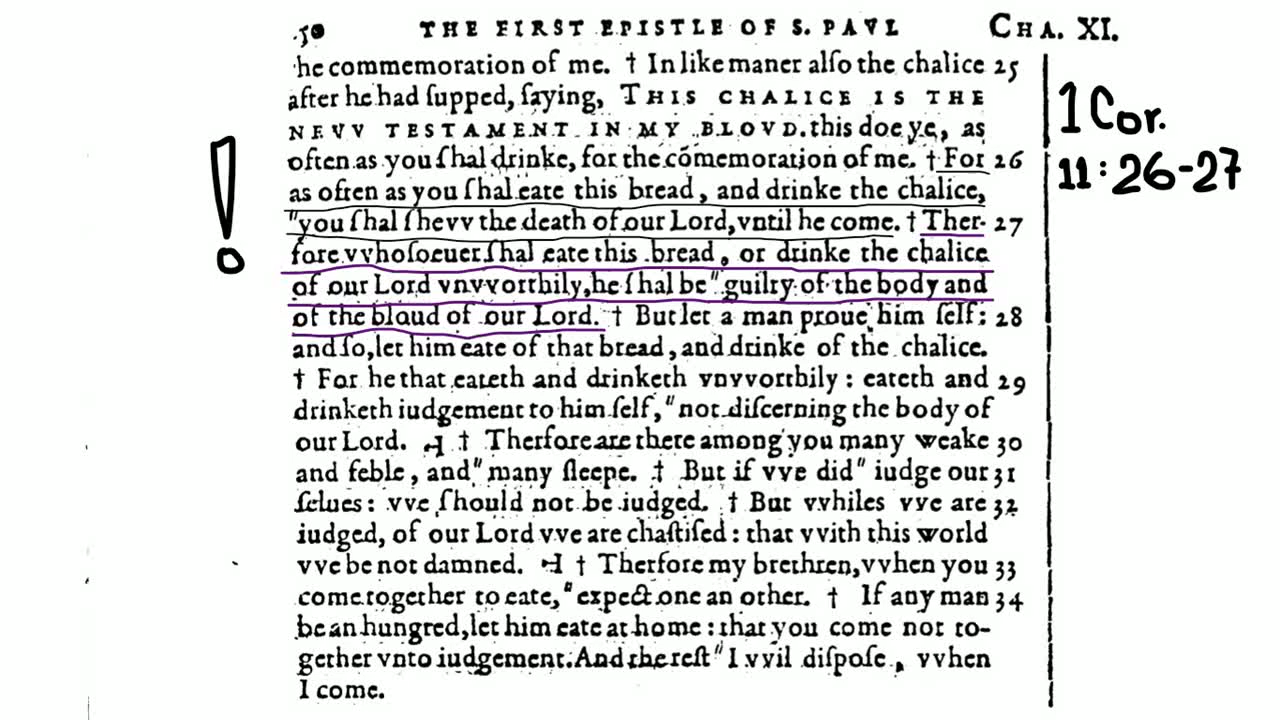 .50 THE FIRST EPISTLE OF S. PAVL CHA. XI.
he commemoration of me. † In like maner alſo the chalice 25
after he had ſupped, ſaying, THIS CHALICE IS THE
NEVV TESTAMENT IN MY BLOVD. this doe ye, as
often as you ſhal drinke, for the cōmemoration of me. † For 26
as often as you ſhal eate this bread, and drinke the chalice,
"you ſhal ſhevv the death of our Lord, vntil he come. † Ther- 27
fore vvhoſoeuer ſhal eate this bread, or drinke the chalice
of our Lord vnvvorthily, he ſhal be "guilty of the body and
of the bloud of our Lord. † But let a man proue him ſelf: 28
and ſo, let him eate of that bread, and drinke of the chalice.
† For he that eateth and drinketh vnvvorthily: eateth and 29
drinketh iudgement to him ſelf, "not diſcerning the body of
our Lord. † Therfore are there among you many weake 30
and feble, and "many ſleepe. † But if vve did "iudge our 31
ſelues: vve ſhould not be iudged. † But vvhiles vve are 32
iudged, of our Lord vve are chaſtiſed: that vvith this world
vve be not damned. † Therfore my brethren, vvhen you 33
come together to eate, "expect one an other. † If any man 34
be an hungred, let him eate at home: that you come not to-
gether vnto iudgement. And the reſt "I vvil diſpoſe, vvhen
I come.
!
1 Cor.
11:26-27